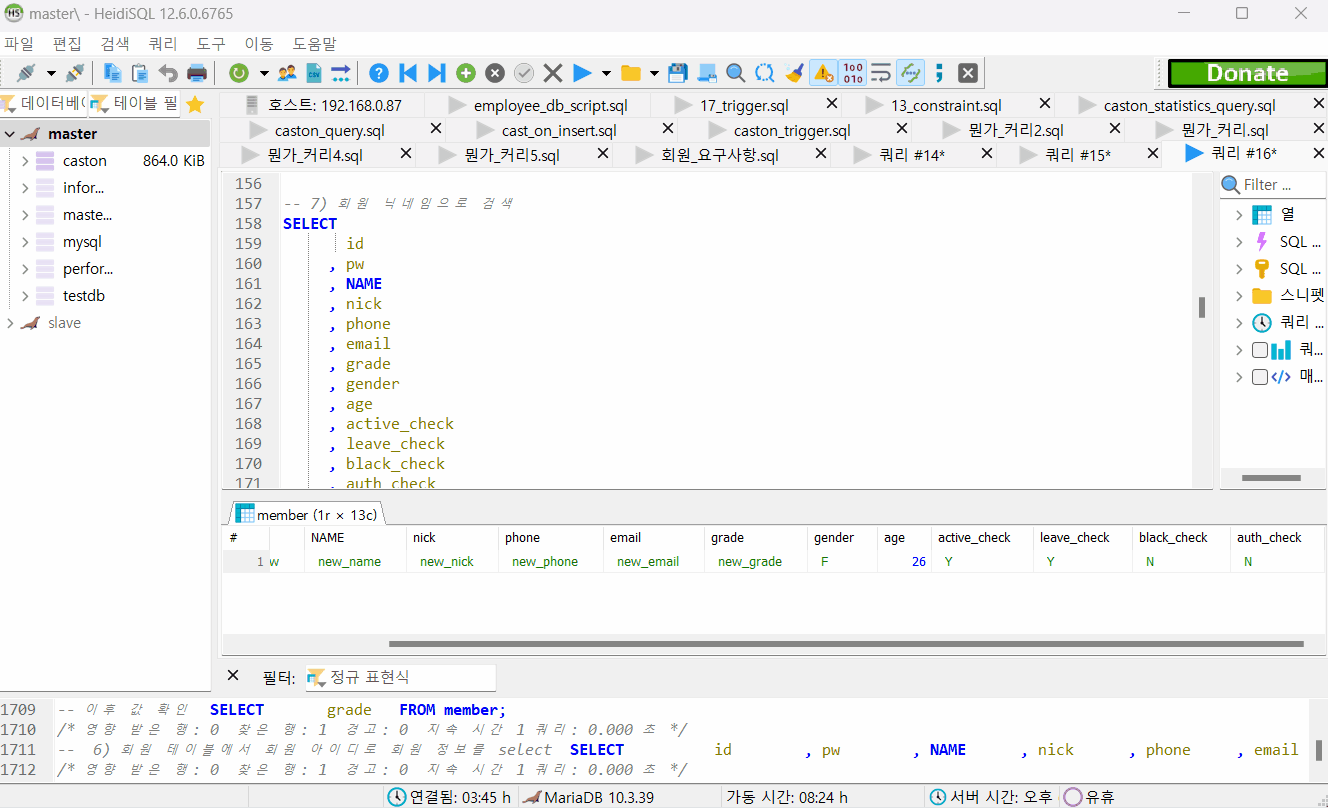 master\ - HeidiSQL 12.6.0.6765
파일 편집 검색 쿼리 도구 이동 도움말
Donate
데이터베( 테이블 필
호스트: 192.168.0.87 employee_db_script.sql 17_trigger.sql 13_constraint.sql caston_statistics_query.sql
caston_query.sql cast_on_insert.sql caston_trigger.sql 뭔가_커리2.sql 뭔가_커리.sql
뭔가_커리4.sql 뭔가_커리5.sql 회원_요구사항.sql 쿼리 #14* 쿼리 #15* 쿼리 #16*
master
caston 864.0 KiB
infor...
maste...
mysql
perfor...
testdb
slave
156
157 -- 7) 회원 닉네임으로 검색
158 SELECT
159 id
160 , pw
161 , NAME
162 , nick
163 , phone
164 , email
165 , grade
166 , gender
167 , age
168 , active_check
169 , leave_check
170 , black_check
171 , auth_check
Filter ...
열
SQL ...
SQL ...
스니펫
쿼리 ...
쿼...
매...
member (1r × 13c)
# NAME nick phone email grade gender age active_check leave_check black_check auth_check
1 w new_name new_nick new_phone new_email new_grade F 26 Y Y N N
필터: 정규 표현식
1709 -- 이후 값 확인 SELECT grade FROM member;
1710 /* 영향 받은 행: 0 찾은 행: 1 경고: 0 지속 시간 1 쿼리: 0.000 초 */
1711 -- 6) 회원 테이블에서 회원 아이디로 회원 정보를 select SELECT id , pw , NAME , nick , phone , email
1712 /* 영향 받은 행: 0 찾은 행: 1 경고: 0 지속 시간 1 쿼리: 0.000 초 */
연결됨: 03:45 h MariaDB 10.3.39 가동 시간: 08:24 h 서버 시간: 오후 유휴